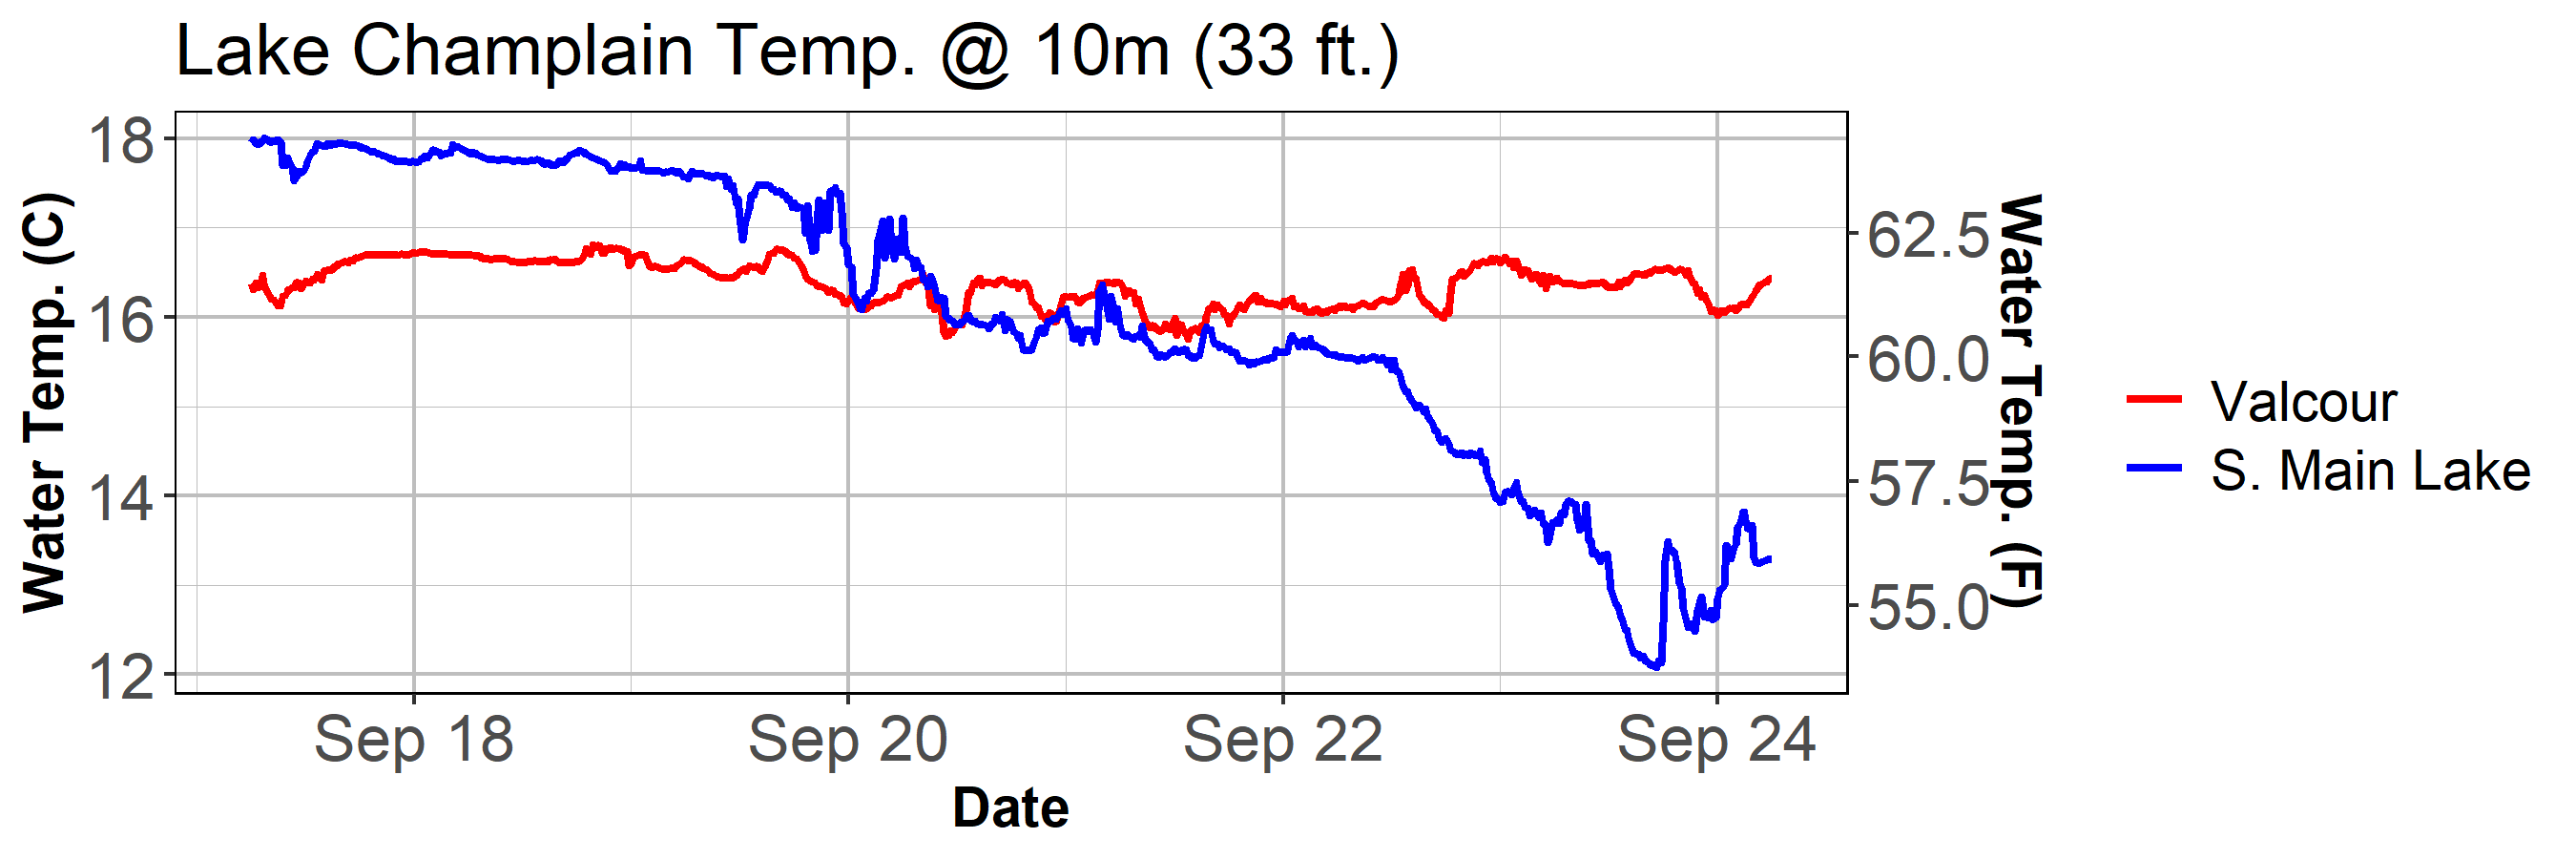 Lake Champlain Temp. @ 10m (33 ft.)
Water Temp. (C)
18
16
14
12
62.5
60.0
57.5
55.0
Water Temp. (F)
Valcour
S. Main Lake
Sep 18
Sep 20
Sep 22
Sep 24
Date